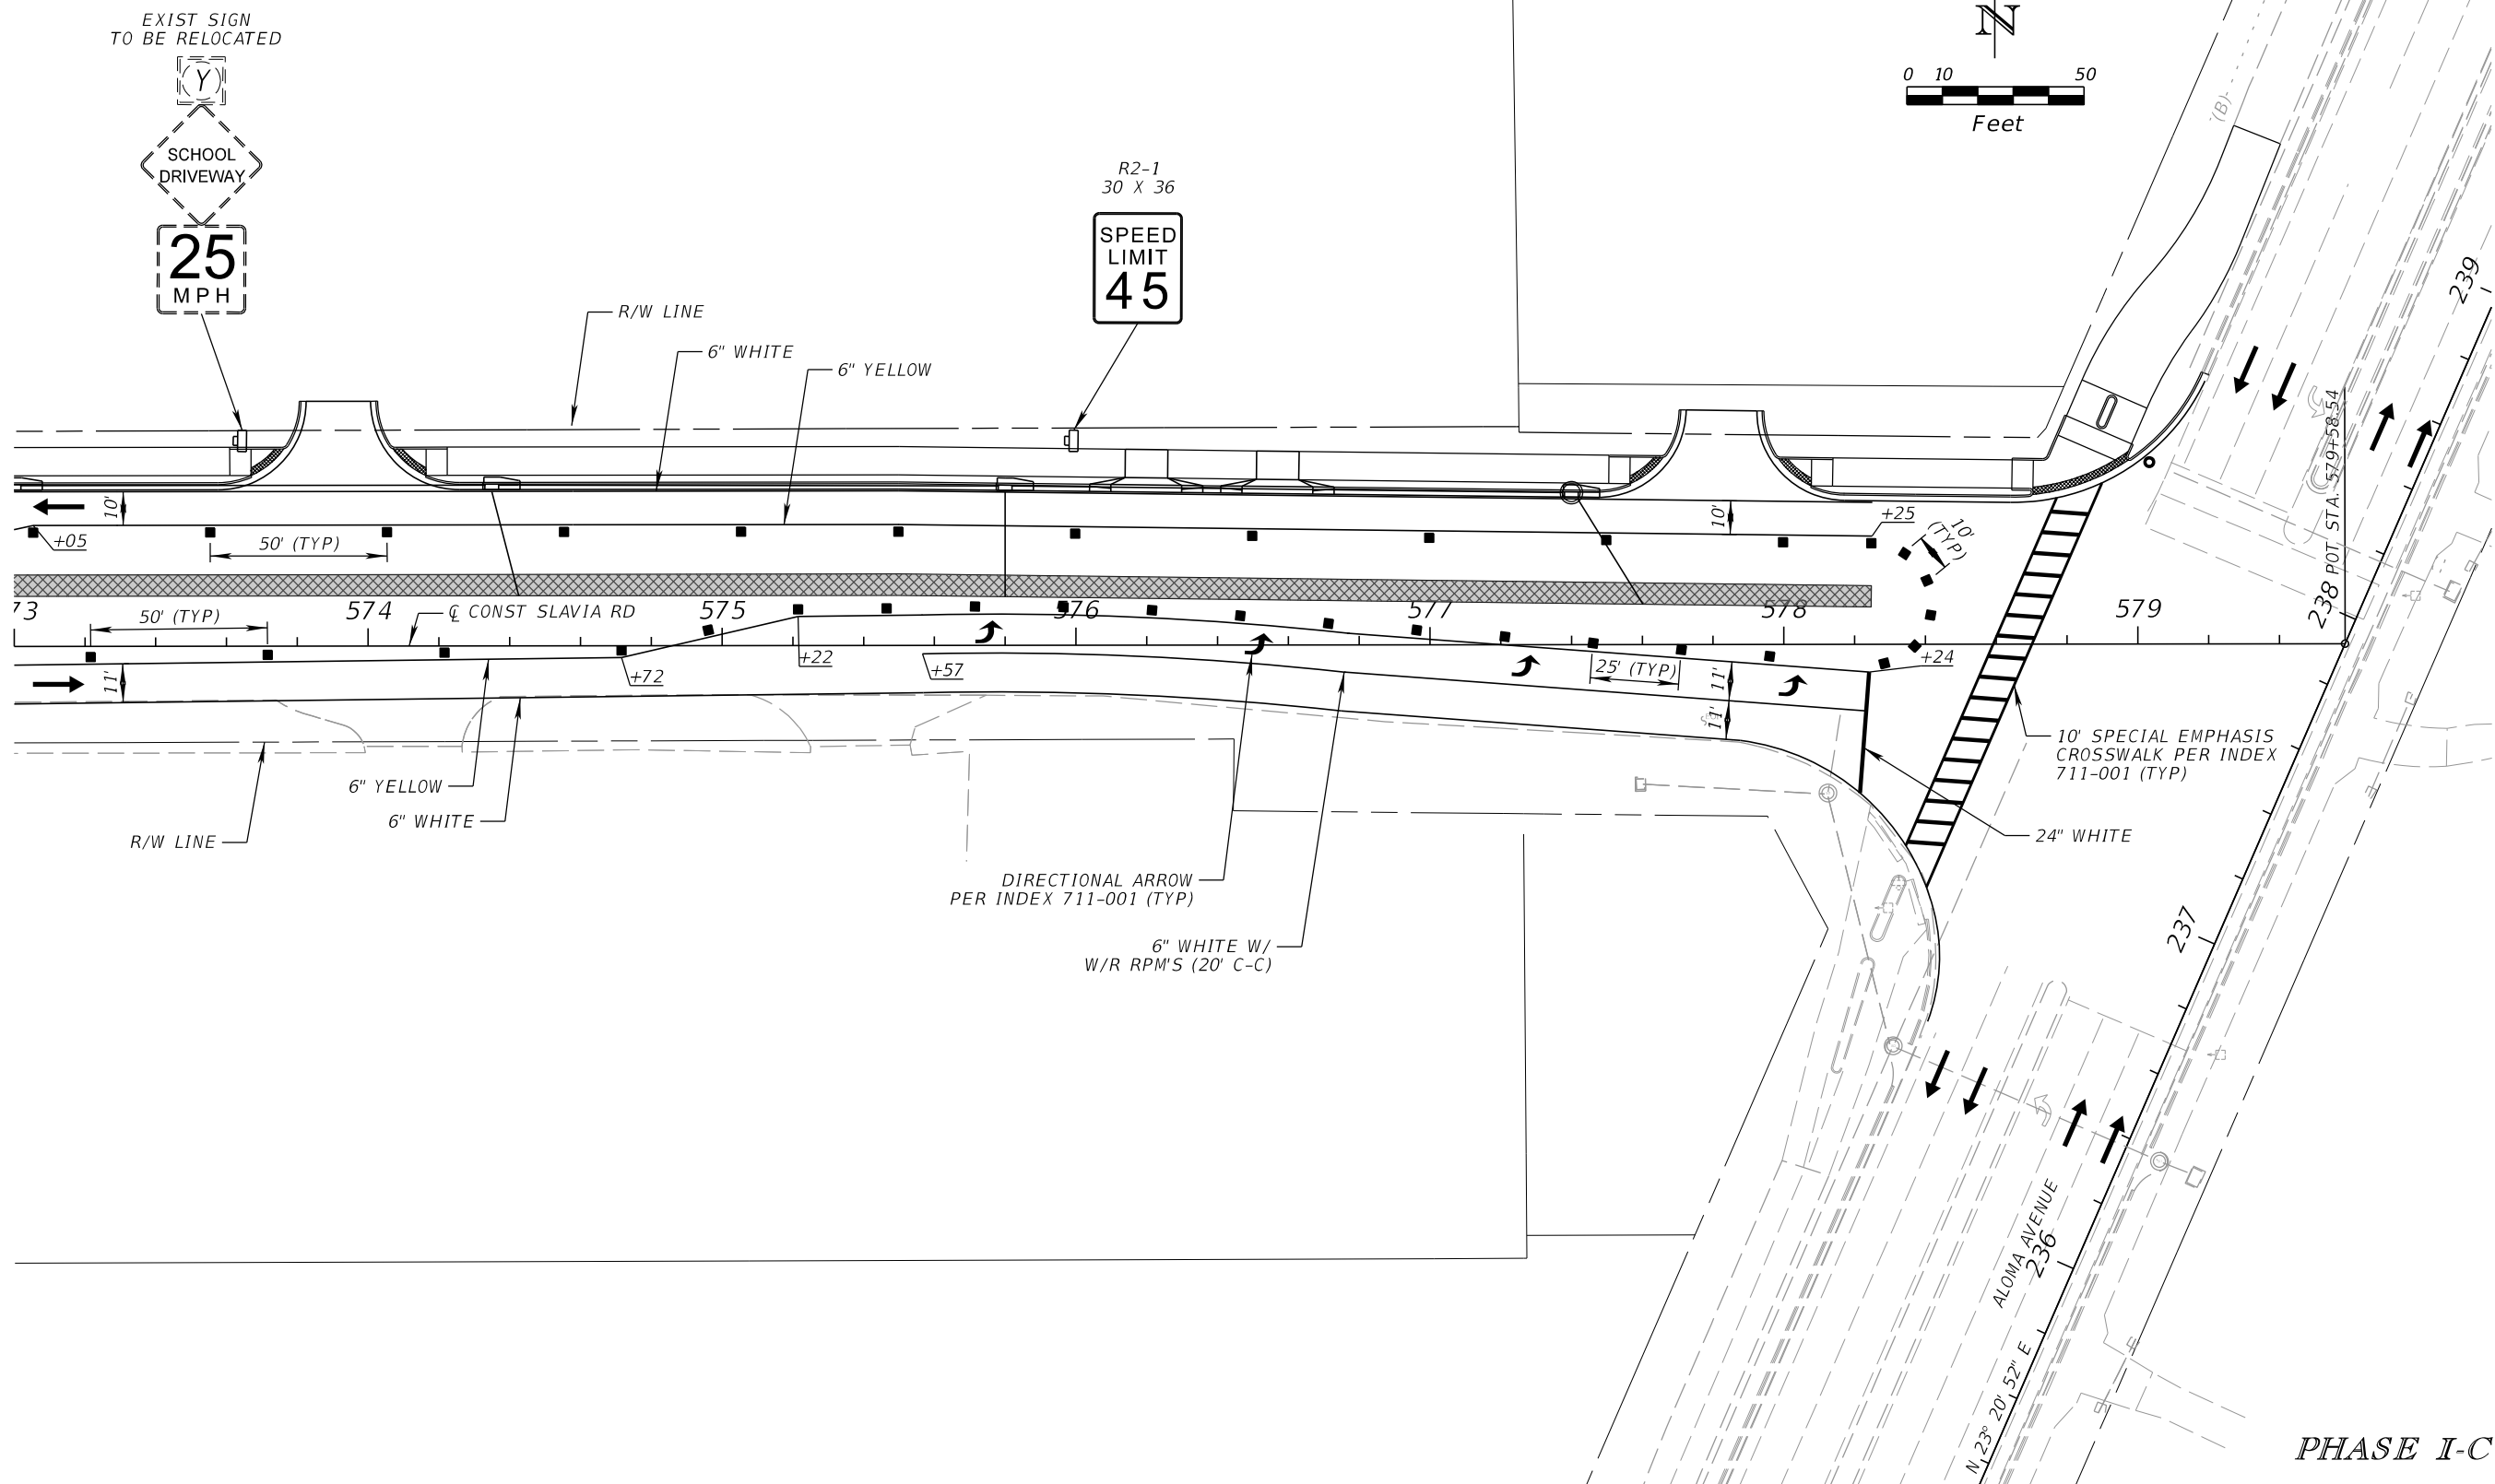 EXIST SIGN
TO BE RELOCATED
Y
SCHOOL
DRIVEWAY
25
MPH
R2-1
30 X 36
SPEED
LIMIT
45
N
0 10 50
Feet
(B)
R/W LINE
6" WHITE
6" YELLOW
10'
+05
50' (TYP)
10'
+25
10'
(TYP)
POT STA. 579+58.54
239
238
73
574
℄ CONST SLAVIA RD
575
576
577
578
579
50' (TYP)
11'
+72
+22
+57
25' (TYP)
11'
11'
+24
6" YELLOW
6" WHITE
R/W LINE
10' SPECIAL EMPHASIS
CROSSWALK PER INDEX
711-001 (TYP)
24" WHITE
DIRECTIONAL ARROW
PER INDEX 711-001 (TYP)
6" WHITE W/
W/R RPM'S (20' C-C)
237
236
ALOMA AVENUE
N 23° 20' 52" E
PHASE I-C